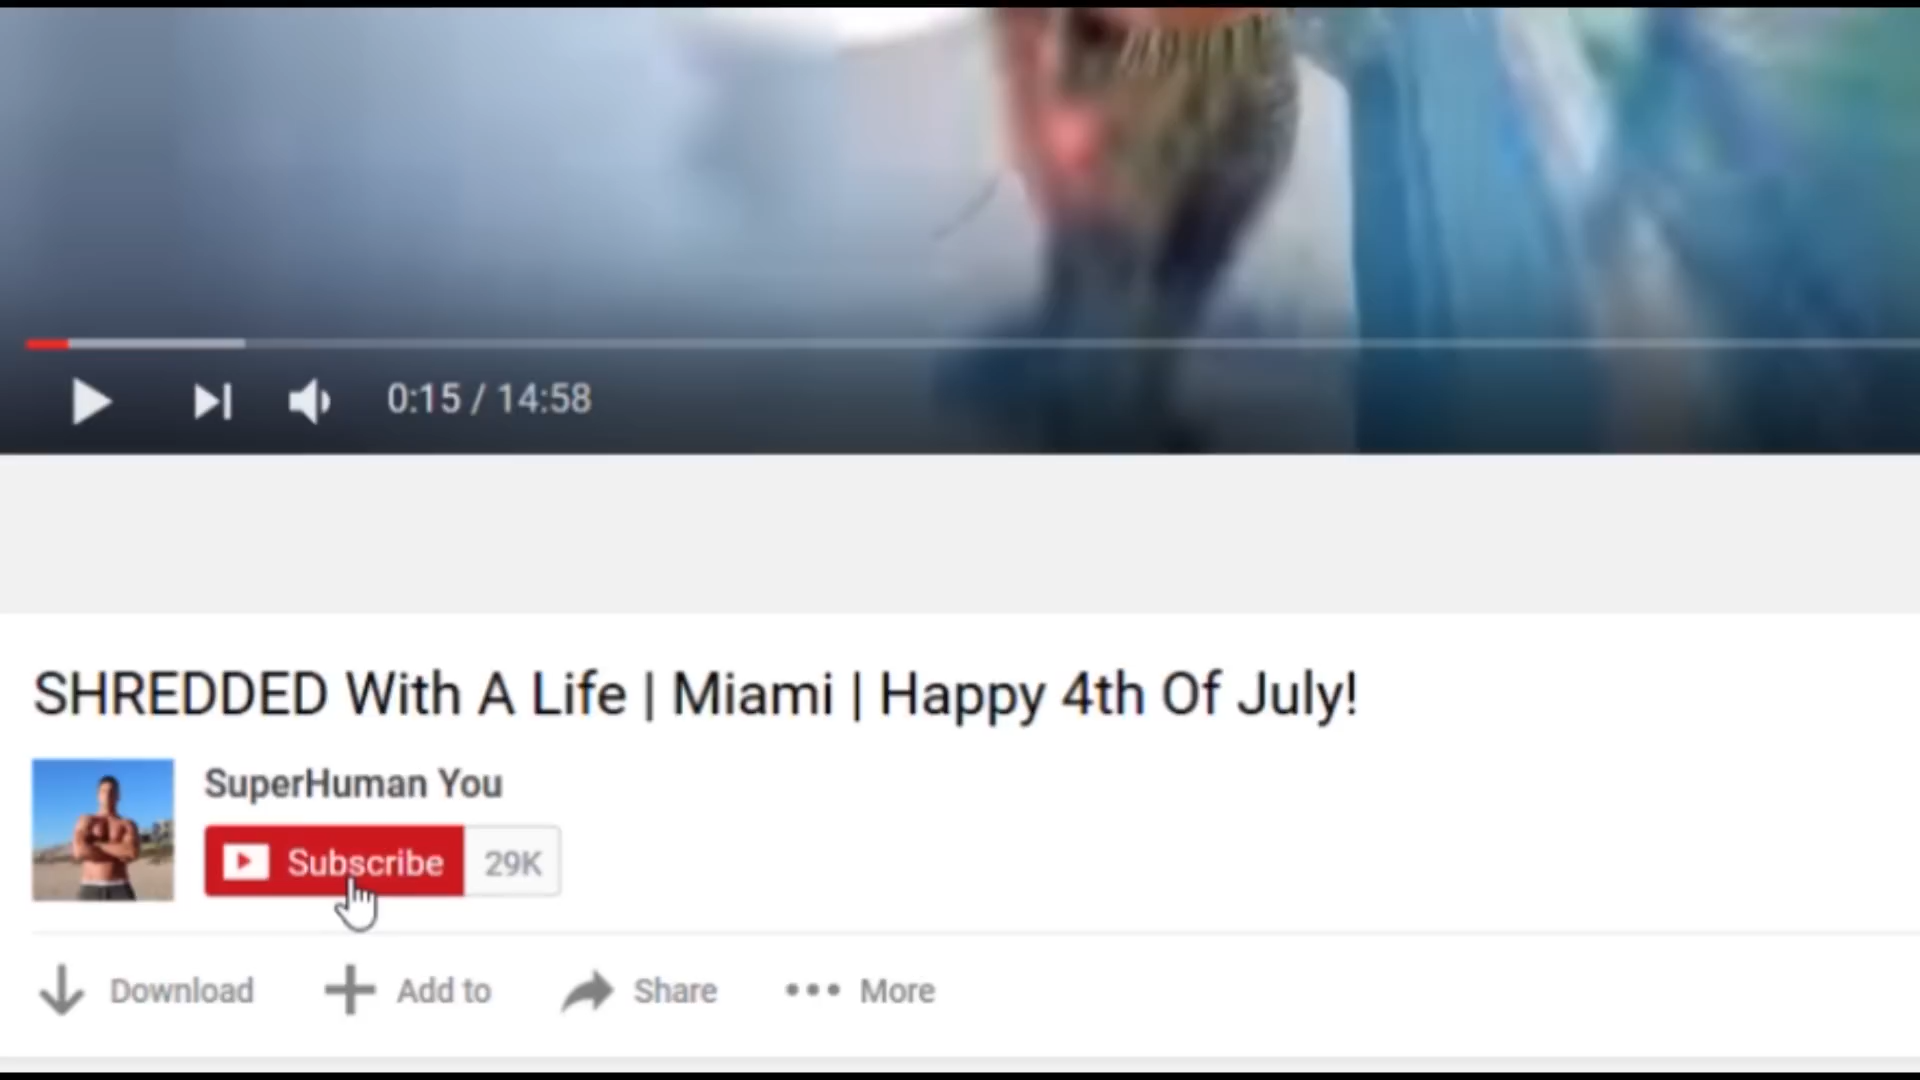 0:15 / 14:58
SHREDDED With A Life | Miami | Happy 4th Of July!
SuperHuman You
Subscribe 29K
Download Add to Share More